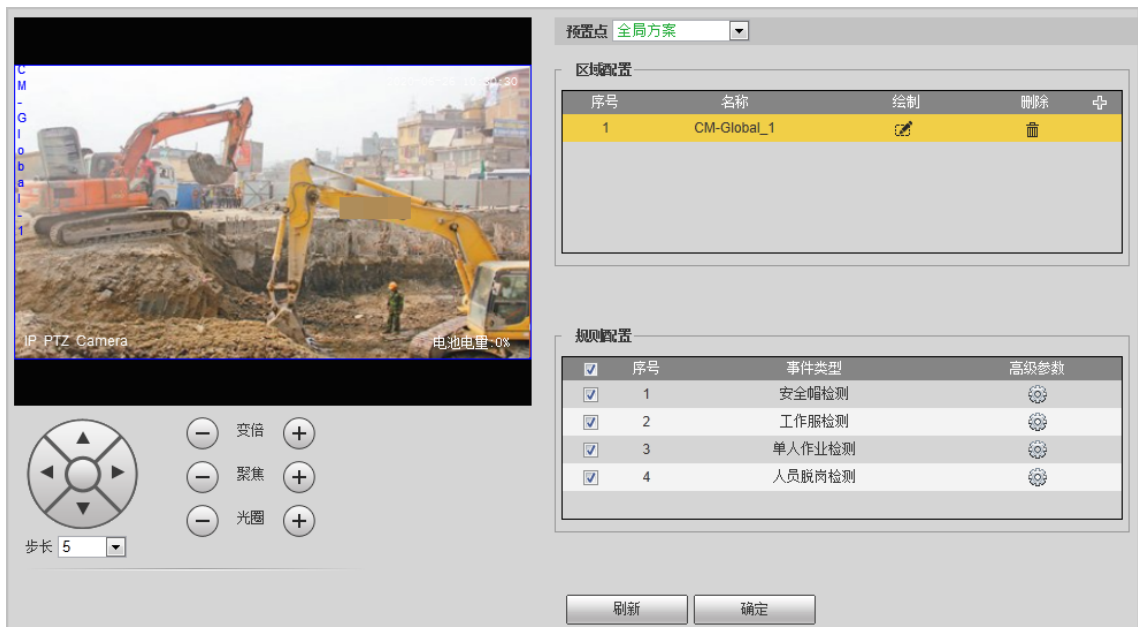 预置点 全局方案
CM-Global-1
IP PTZ Camera
电池电量:0%
变倍
聚焦
光圈
步长 5
区域配置
序号 名称 绘制 删除
1 CM-Global_1
规则配置
序号 事件类型 高级参数
1 安全帽检测
2 工作服检测
3 单人作业检测
4 人员脱岗检测
刷新 确定